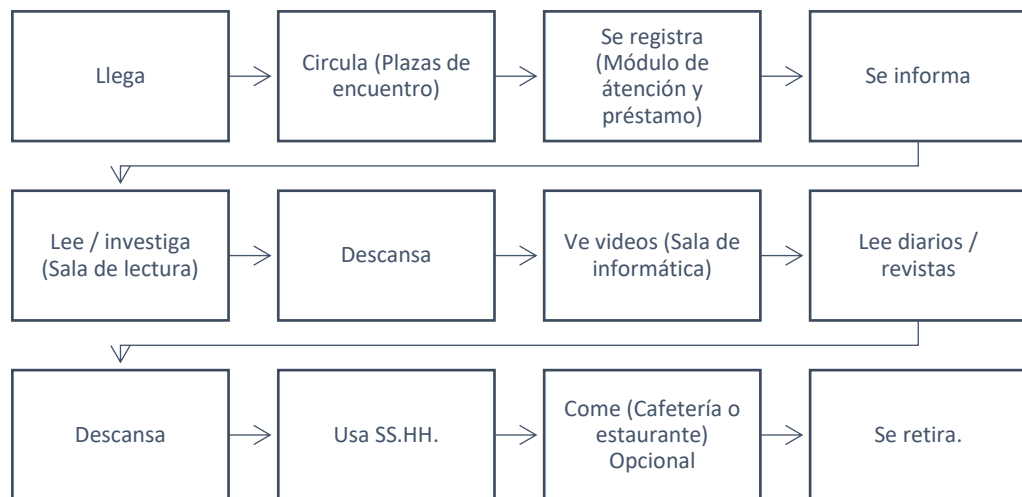 Llega
Circula (Plazas de
encuentro)
Se registra
(Módulo de
átención y
préstamo)
Se informa
Lee / investiga
(Sala de lectura)
Descansa
Ve videos (Sala de
informática)
Lee diarios /
revistas
Descansa
Usa SS.HH.
Come (Cafetería o
estaurante)
Opcional
Se retira.